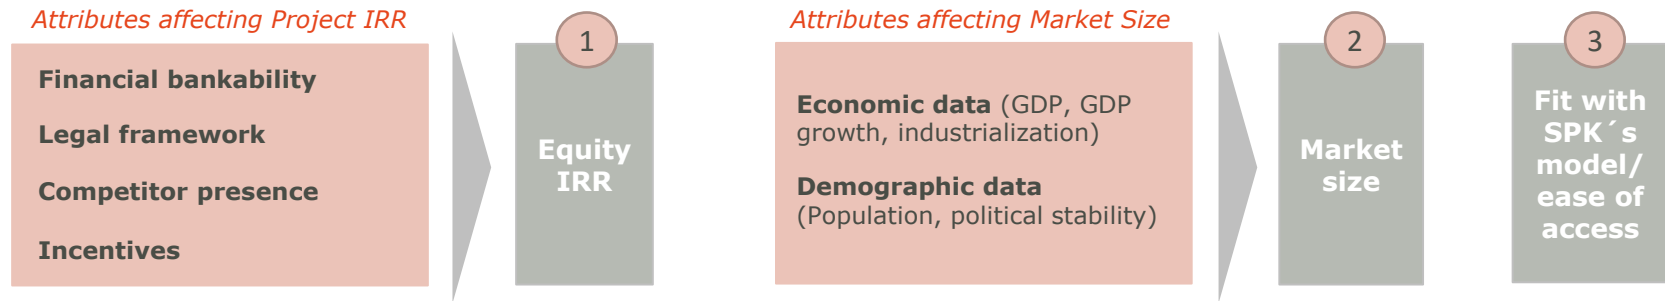 Attributes affecting Project IRR
Financial bankability
Legal framework
Competitor presence
Incentives
1
Equity
IRR
Attributes affecting Market Size
Economic data (GDP, GDP
growth, industrialization)
Demographic data
(Population, political stability)
2
Market
size
3
Fit with
SPK´s
model/
ease of
access